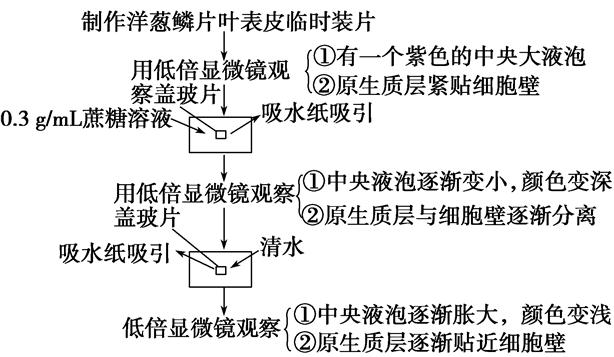 制作洋葱鳞片叶表皮临时装片
用低倍显微镜观
察盖玻片
①有一个紫色的中央大液泡
②原生质层紧贴细胞壁
0.3 g/mL蔗糖溶液
吸水纸吸引
用低倍显微镜观察
①中央液泡逐渐变小，颜色变深
②原生质层与细胞壁逐渐分离
盖玻片
吸水纸吸引
清水
低倍显微镜观察
①中央液泡逐渐胀大，颜色变浅
②原生质层逐渐贴近细胞壁